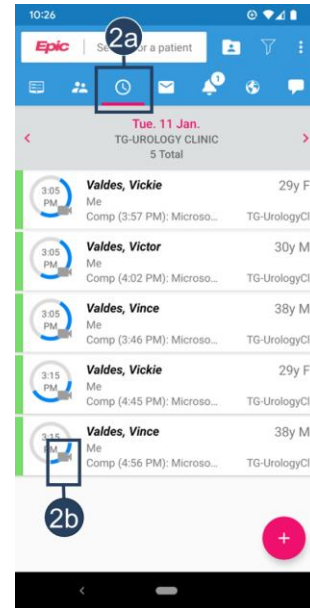 10:26
Epic
Se or a patient
2a
1
Tue. 11 Jan.
TG-UROLOGY CLINIC
5 Total
3:05 PM
Valdes, Vickie
29y F
Me
Comp (3:57 PM): Microso...
TG-UrologyCl
3:05 PM
Valdes, Victor
30y M
Me
Comp (4:02 PM): Microso...
TG-UrologyCl
3:05 PM
Valdes, Vince
38y M
Me
Comp (3:46 PM): Microso...
TG-UrologyCl
3:15 PM
Valdes, Vickie
29y F
Me
Comp (4:45 PM): Microso...
TG-UrologyCl
3:15 PM
Valdes, Vince
38y M
Me
Comp (4:56 PM): Microso...
TG-UrologyCl
2b
+